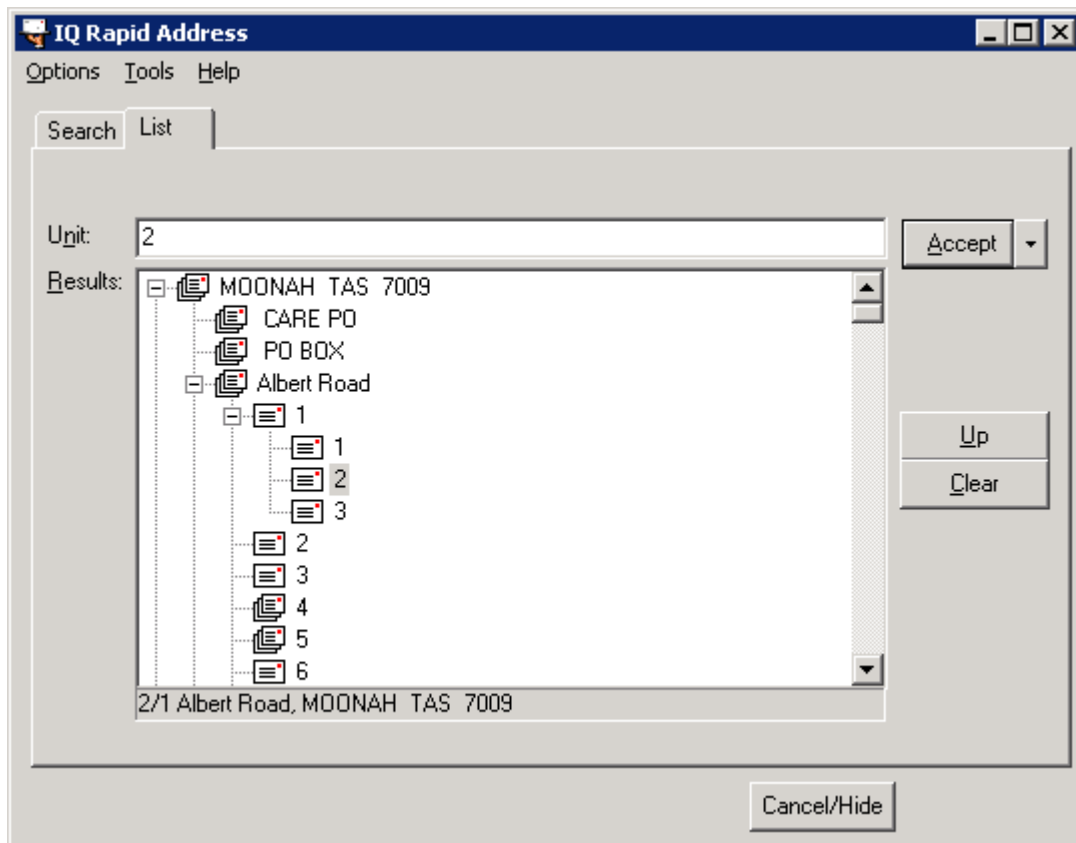 IQ Rapid Address
Options Tools Help
Search List
Unit: 2 Accept
Results:
MOONAH TAS 7009
CARE PO
PO BOX
Albert Road
1
1
2
3
2
3
4
5
6
Up
Clear
2/1 Albert Road, MOONAH TAS 7009
Cancel/Hide